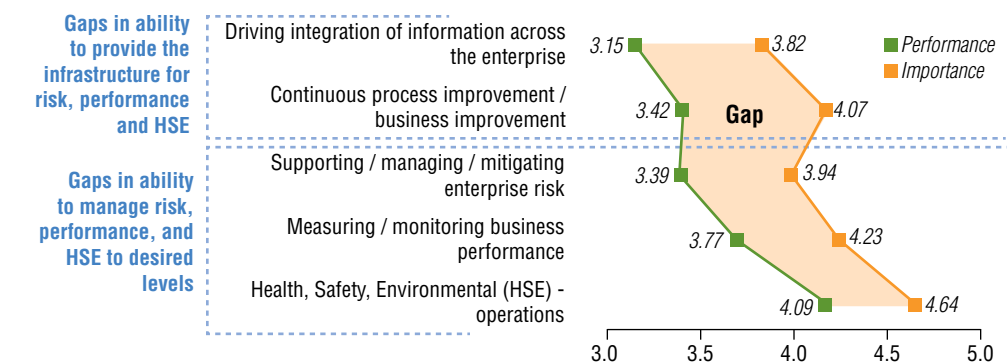 Gaps in ability
to provide the
infrastructure for
risk, performance
and HSE
Driving integration of information across
the enterprise
3.15
3.82
Performance
Importance
Continuous process improvement /
business improvement
3.42
Gap
4.07
Gaps in ability
to manage risk,
performance, and
HSE to desired
levels
Supporting / managing / mitigating
enterprise risk
3.39
3.94
Measuring / monitoring business
performance
3.77
4.23
Health, Safety, Environmental (HSE) -
operations
4.09
4.64
3.0 3.5 4.0 4.5 5.0